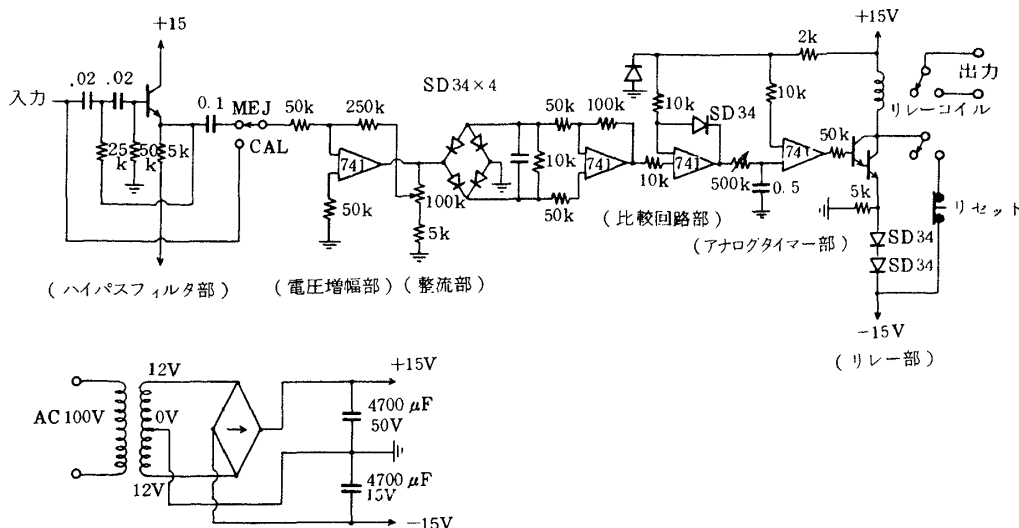 +15
.02 .02
入力
0.1 MEJ 50k 250k
CAL
25k 50k 5k
(ハイパスフィルタ部)
741
50k
100k
5k
(電圧増幅部)(整流部)
SD34×4
50k 100k
10k
741
50k
10k
10k
SD34
741
(比較回路部)
500k
0.5
(アナログタイマー部)
2k
10k
741
50k
+15V
出力
リレーコイル
5k
リセット
SD34
SD34
-15V
(リレー部)
AC100V
12V
0V
12V
+15V
4700 μF
50V
4700 μF
15V
-15V